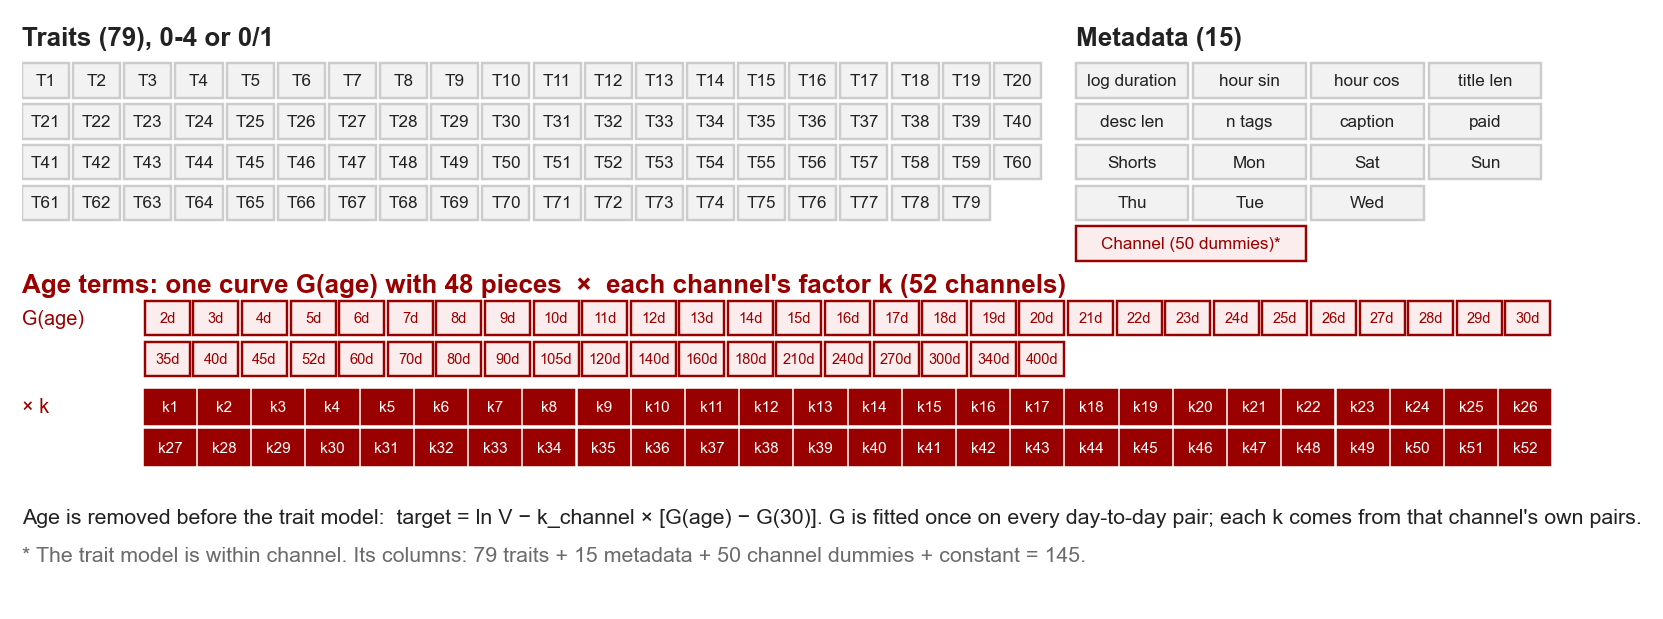 Traits (79), 0-4 or 0/1
T1 T2 T3 T4 T5 T6 T7 T8 T9 T10 T11 T12 T13 T14 T15 T16 T17 T18 T19 T20
T21 T22 T23 T24 T25 T26 T27 T28 T29 T30 T31 T32 T33 T34 T35 T36 T37 T38 T39 T40
T41 T42 T43 T44 T45 T46 T47 T48 T49 T50 T51 T52 T53 T54 T55 T56 T57 T58 T59 T60
T61 T62 T63 T64 T65 T66 T67 T68 T69 T70 T71 T72 T73 T74 T75 T76 T77 T78 T79
Metadata (15)
log duration hour sin hour cos title len
desc len n tags caption paid
Shorts Mon Sat Sun
Thu Tue Wed
Channel (50 dummies)*
Age terms: one curve G(age) with 48 pieces × each channel's factor k (52 channels)
G(age) 2d 3d 4d 5d 6d 7d 8d 9d 10d 11d 12d 13d 14d 15d 16d 17d 18d 19d 20d 21d 22d 23d 24d 25d 26d 27d 28d 29d 30d
35d 40d 45d 52d 60d 70d 80d 90d 105d 120d 140d 160d 180d 210d 240d 270d 300d 340d 400d
× k k1 k2 k3 k4 k5 k6 k7 k8 k9 k10 k11 k12 k13 k14 k15 k16 k17 k18 k19 k20 k21 k22 k23 k24 k25 k26
k27 k28 k29 k30 k31 k32 k33 k34 k35 k36 k37 k38 k39 k40 k41 k42 k43 k44 k45 k46 k47 k48 k49 k50 k51 k52
Age is removed before the trait model: target = ln V − k_channel × [G(age) − G(30)]. G is fitted once on every day-to-day pair; each k comes from that channel's own pairs.
* The trait model is within channel. Its columns: 79 traits + 15 metadata + 50 channel dummies + constant = 145.